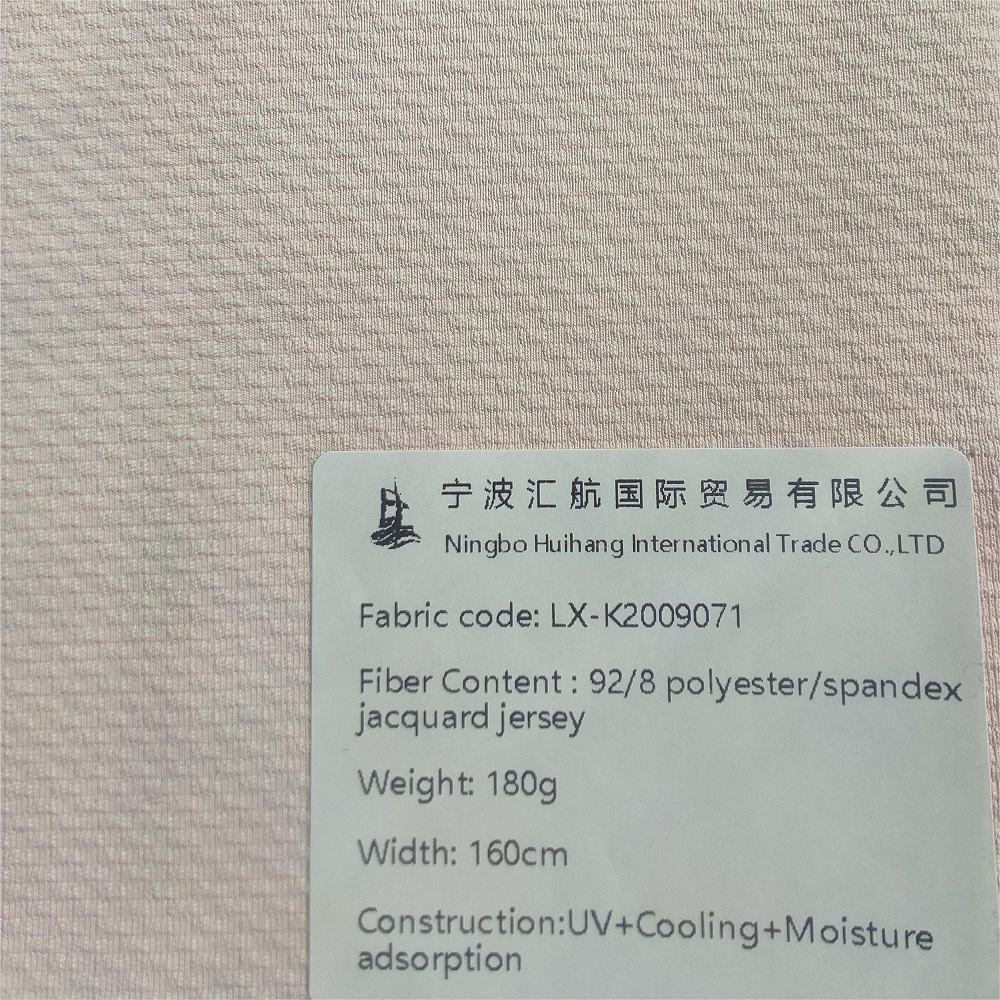 宁波汇航国际贸易有限公司
Ningbo Huihang International Trade CO.,LTD
Fabric code: LX-K2009071
Fiber Content : 92/8 polyester/spandex
jacquard jersey
Weight: 180g
Width: 160cm
Construction:UV+Cooling+Moisture
adsorption